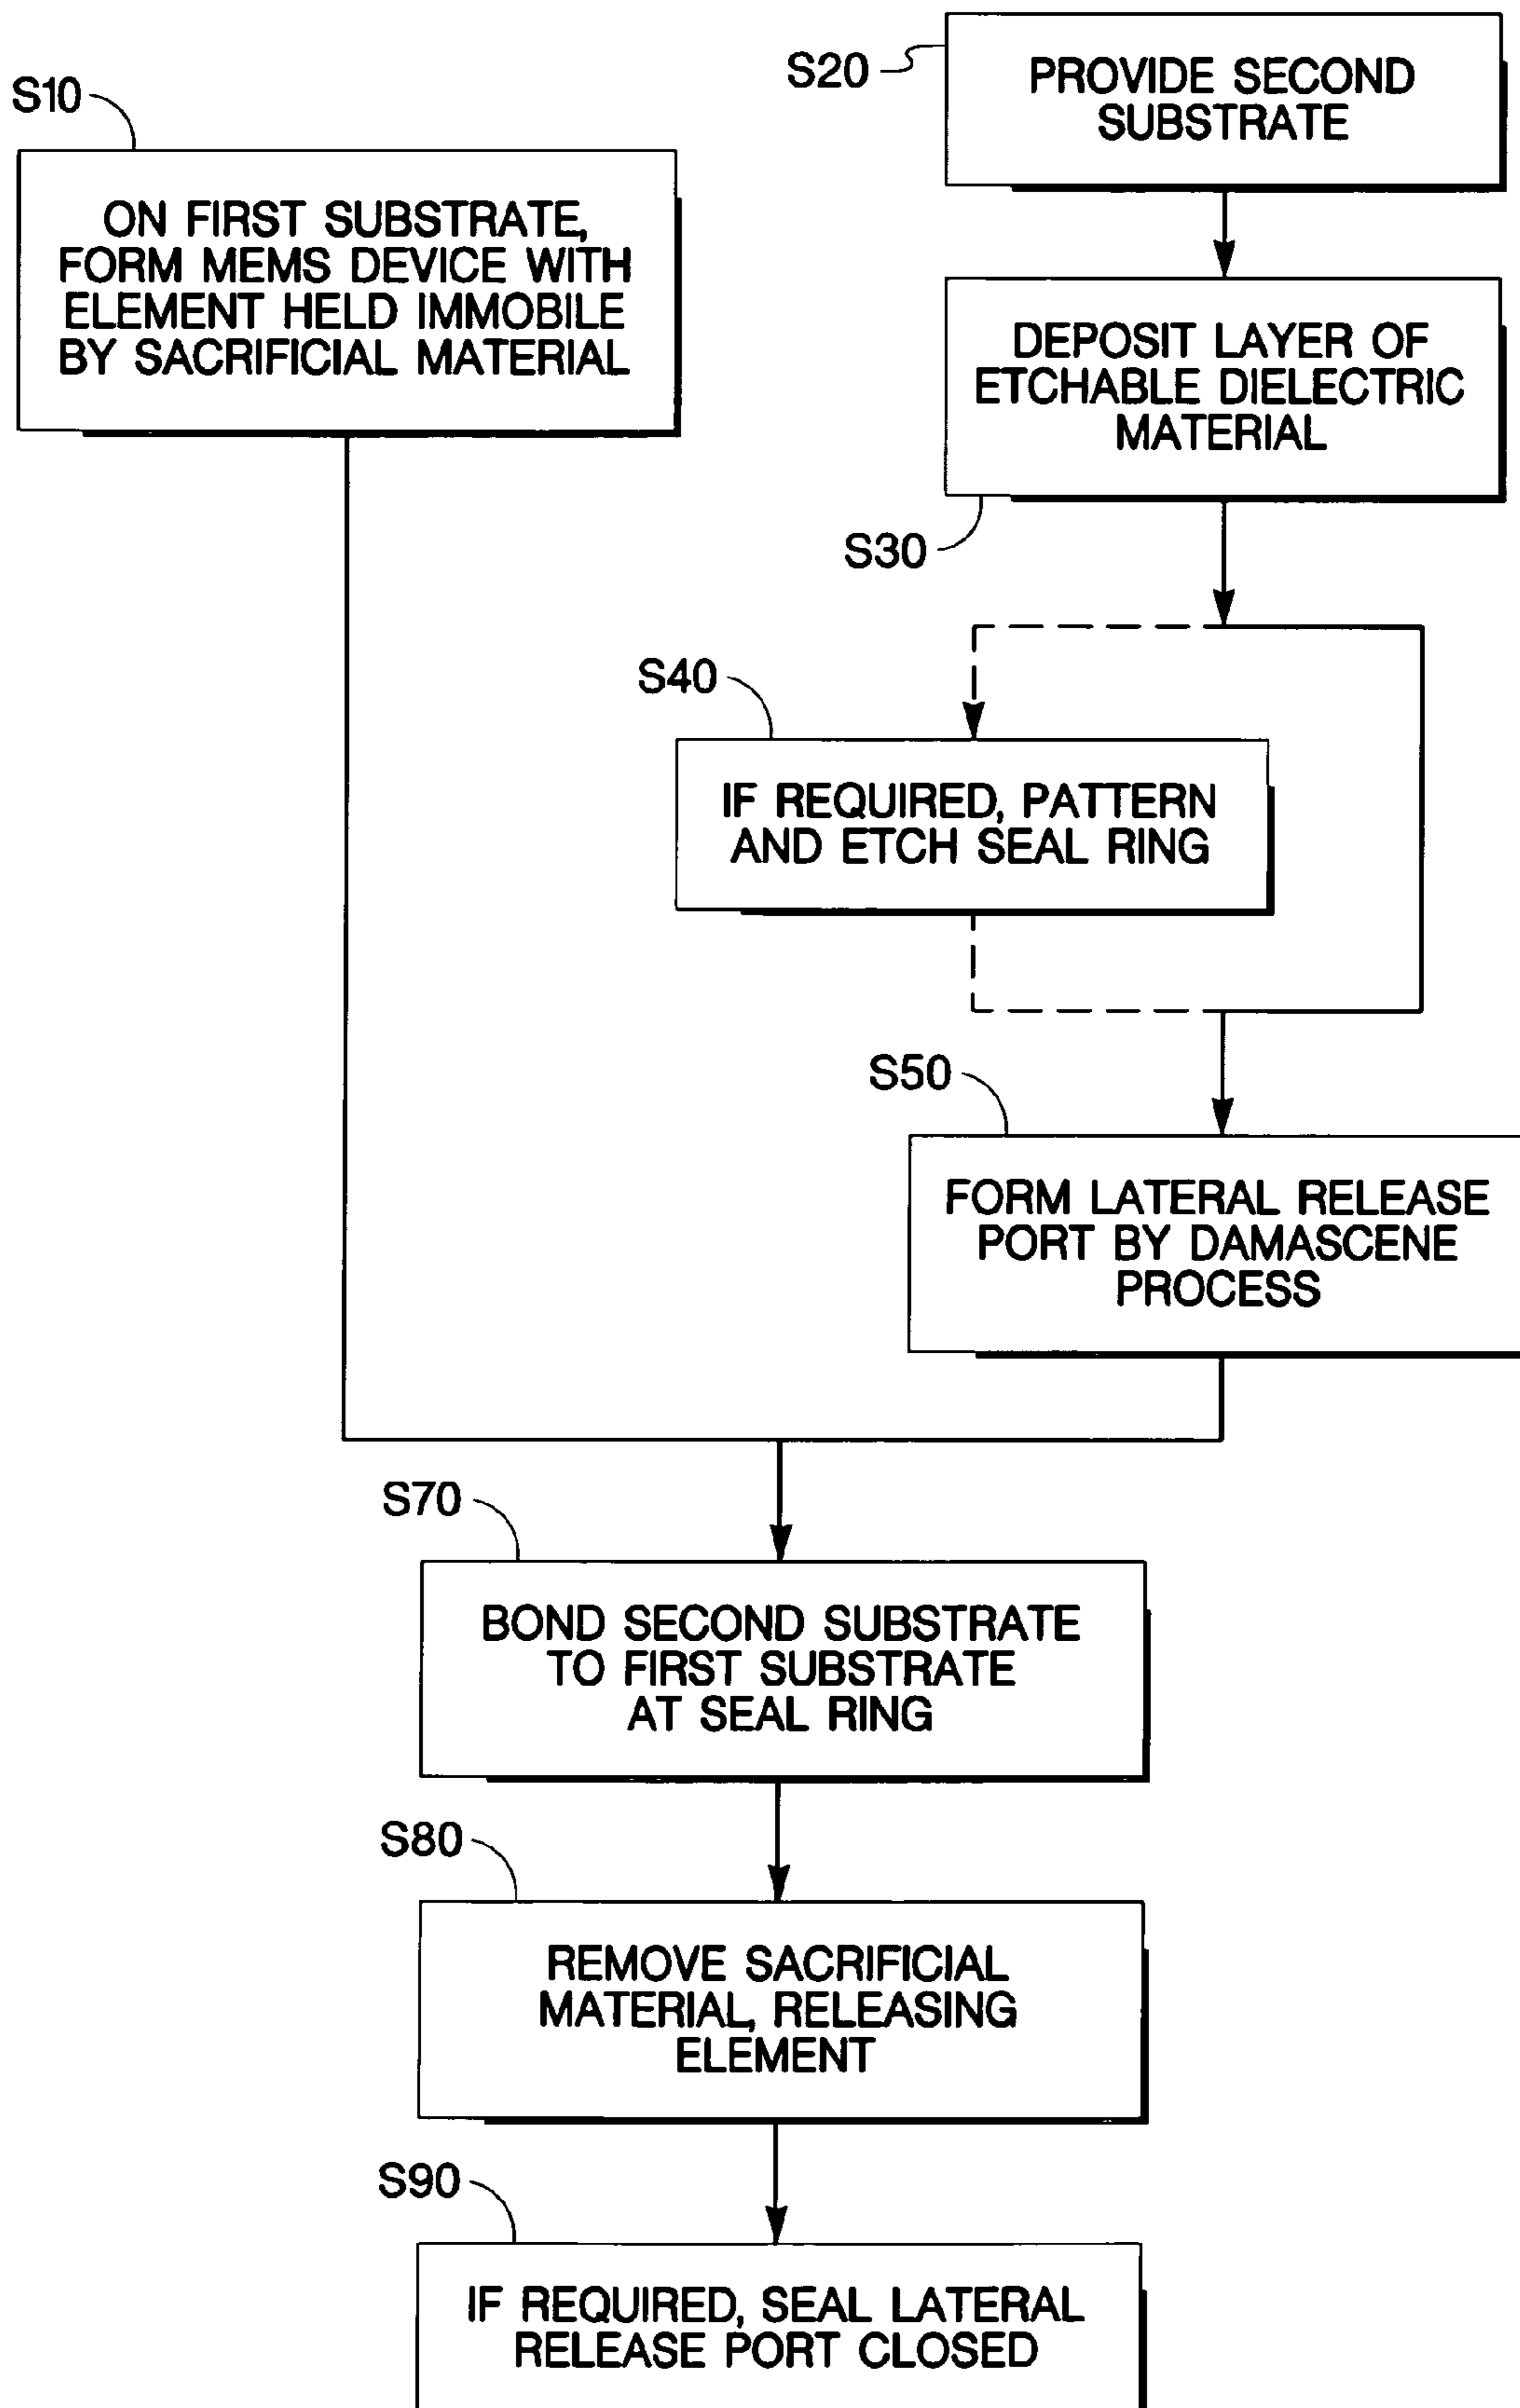 S10
ON FIRST SUBSTRATE,
FORM MEMS DEVICE WITH
ELEMENT HELD IMMOBILE
BY SACRIFICIAL MATERIAL
S20
PROVIDE SECOND
SUBSTRATE
DEPOSIT LAYER OF
ETCHABLE DIELECTRIC
MATERIAL
S30
S40
IF REQUIRED, PATTERN
AND ETCH SEAL RING
S50
FORM LATERAL RELEASE
PORT BY DAMASCENE
PROCESS
S70
BOND SECOND SUBSTRATE
TO FIRST SUBSTRATE
AT SEAL RING
S80
REMOVE SACRIFICIAL
MATERIAL, RELEASING
ELEMENT
S90
IF REQUIRED, SEAL LATERAL
RELEASE PORT CLOSED